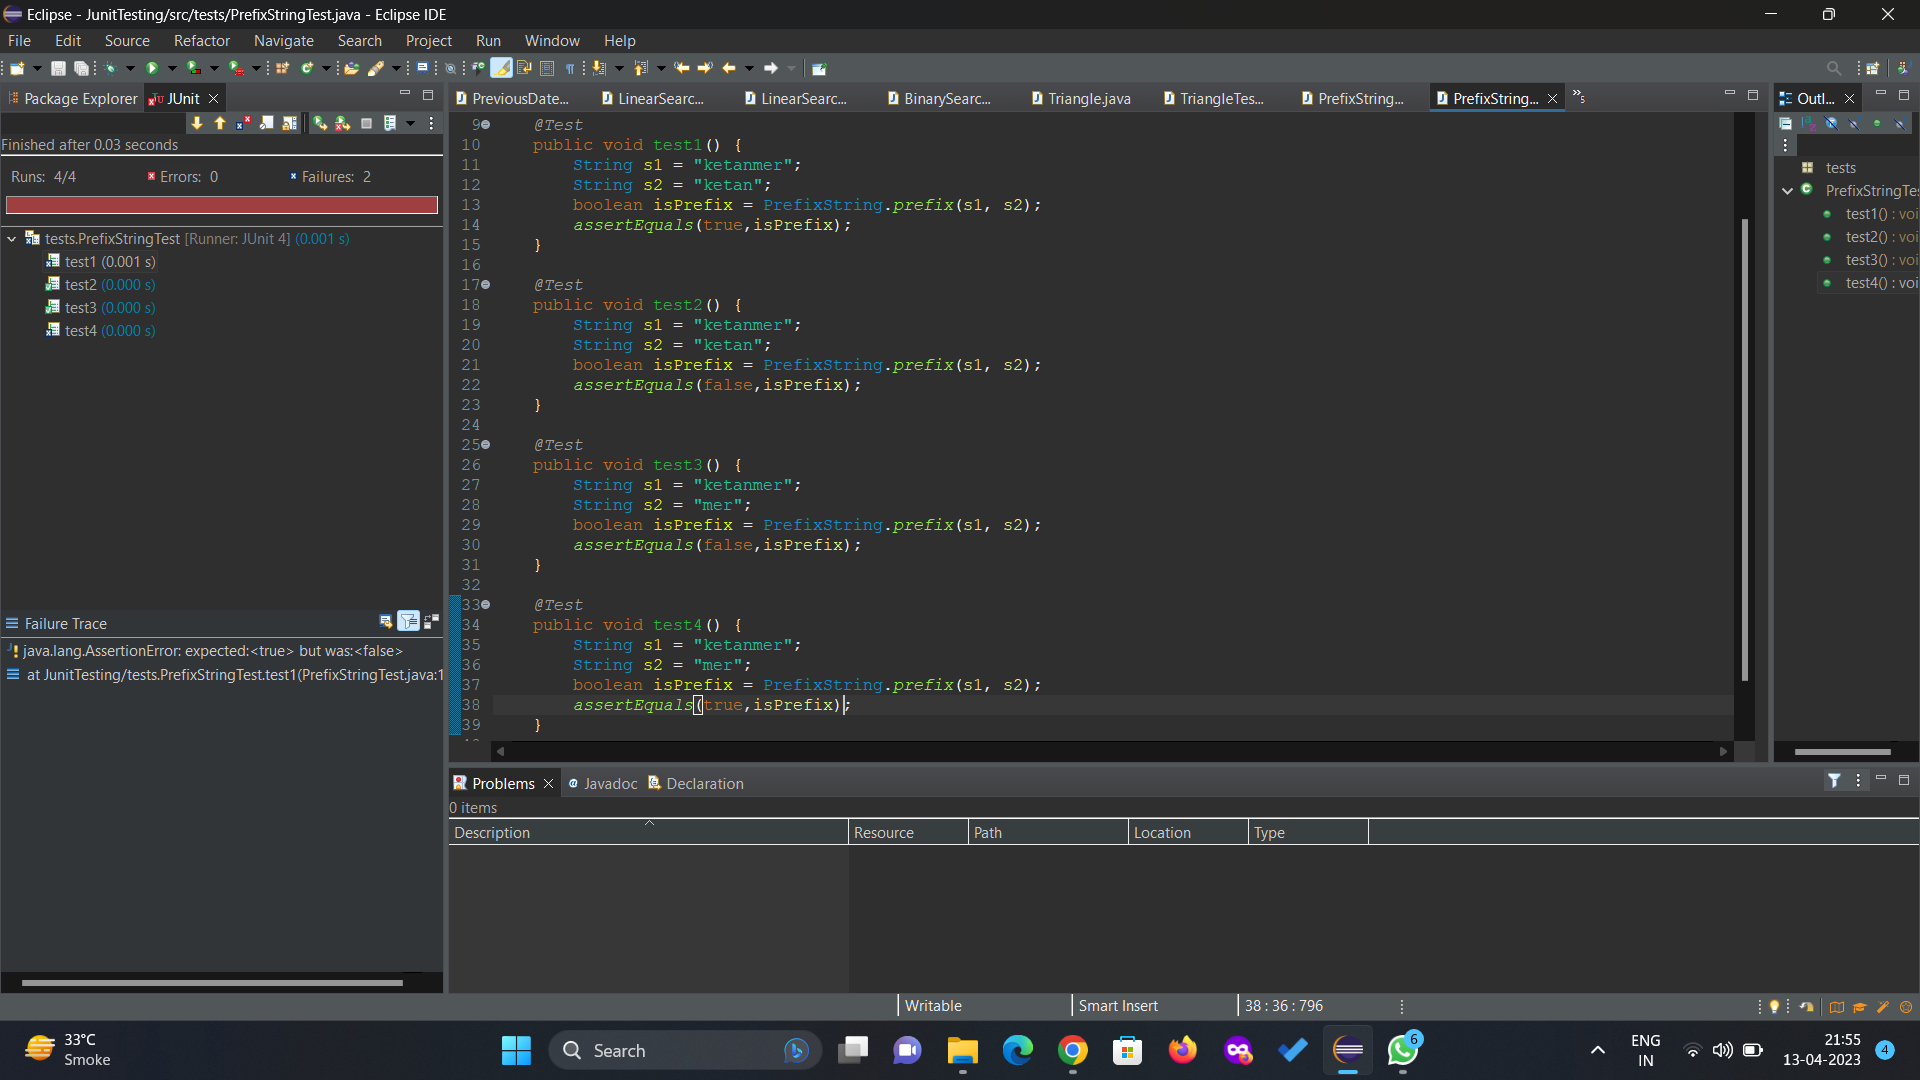 Eclipse - JunitTesting/src/tests/PrefixStringTest.java - Eclipse IDE
File Edit Source Refactor Navigate Search Project Run Window Help
Package Explorer JUnit
PreviousDate... LinearSearc... LinearSearc... BinarySearc... Triangle.java TriangleTes... PrefixString... PrefixString... »5
Outl...
Finished after 0.03 seconds
Runs: 4/4 Errors: 0 Failures: 2
tests.PrefixStringTest [Runner: JUnit 4] (0.001 s)
test1 (0.001 s)
test2 (0.000 s)
test3 (0.000 s)
test4 (0.000 s)
Failure Trace
java.lang.AssertionError: expected:<true> but was:<false>
at JunitTesting/tests.PrefixStringTest.test1(PrefixStringTest.java:1
9 @Test
10 public void test1() {
11 String s1 = "ketanmer";
12 String s2 = "ketan";
13 boolean isPrefix = PrefixString.prefix(s1, s2);
14 assertEquals(true,isPrefix);
15 }
16
17 @Test
18 public void test2() {
19 String s1 = "ketanmer";
20 String s2 = "ketan";
21 boolean isPrefix = PrefixString.prefix(s1, s2);
22 assertEquals(false,isPrefix);
23 }
24
25 @Test
26 public void test3() {
27 String s1 = "ketanmer";
28 String s2 = "mer";
29 boolean isPrefix = PrefixString.prefix(s1, s2);
30 assertEquals(false,isPrefix);
31 }
32
33 @Test
34 public void test4() {
35 String s1 = "ketanmer";
36 String s2 = "mer";
37 boolean isPrefix = PrefixString.prefix(s1, s2);
38 assertEquals(true,isPrefix);
39 }
tests
PrefixStringTes
test1() : voi
test2() : voi
test3() : voi
test4() : voi
Problems Javadoc Declaration
0 items
Description Resource Path Location Type
Writable Smart Insert 38 : 36 : 796
33°C
Smoke
Search
6
ENG
IN
21:55
13-04-2023
4